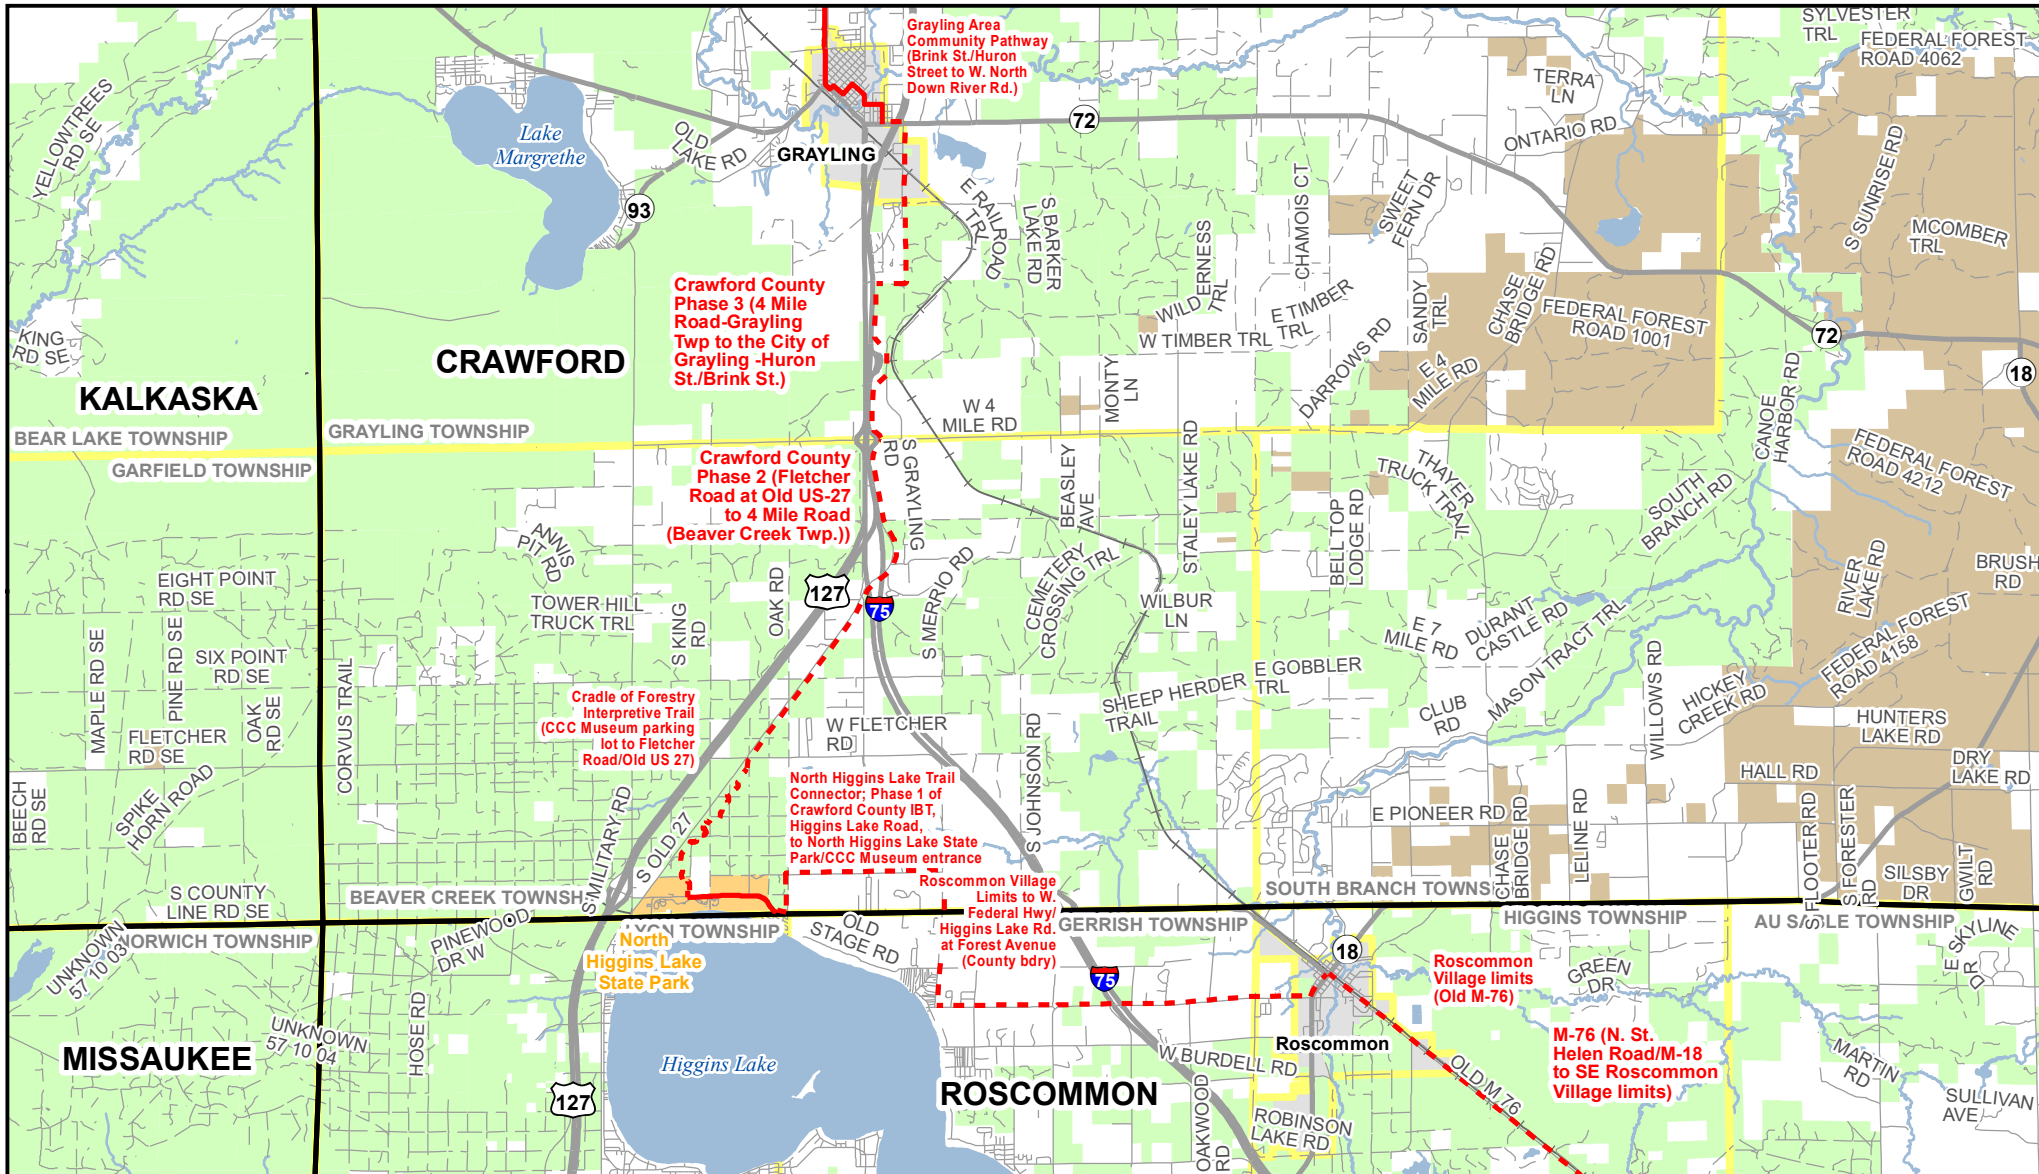 Grayling Area
Community Pathway
(Brink St./Huron
Street to W. North
Down River Rd.)
SYLVESTER
TRL
FEDERAL FOREST
ROAD 4062
YELLOWTREES
RD SE
Lake
Margrethe
OLD
LAKE RD
GRAYLING
72
TERRA
LN
ONTARIO RD
93
E RAILROAD
TRL
S BARKER
LAKE RD
WILD ERNESS
TRL
CHAMOIS CT
SWEET
FERN DR
S SUNRISE RD
MCOMBER
TRL
KING
RD SE
Crawford County
Phase 3 (4 Mile
Road-Grayling
Twp to the City of
Grayling -Huron
St./Brink St.)
CRAWFORD
KALKASKA
W TIMBER TRL
E TIMBER
TRL
DARROWS RD
SANDY
TRL
CHASE
BRIDGE RD
FEDERAL FOREST
ROAD 1001
72
18
E 4
MILE RD
MONTY
LN
W 4
MILE RD
CANOE
HARBOR RD
BEAR LAKE TOWNSHIP
GRAYLING TOWNSHIP
GARFIELD TOWNSHIP
Crawford County
Phase 2 (Fletcher
Road at Old US-27
to 4 Mile Road
(Beaver Creek Twp.))
S GRAYLING
RD
BEASLEY
AVE
STALEY LAKE RD
BELL TOP
LODGE RD
THAYER
TRUCK TRAIL
SOUTH
BRANCH RD
FEDERAL FOREST
ROAD 4212
ANNIS
PIT RD
EIGHT POINT
RD SE
TOWER HILL
TRUCK TRL
S KING
RD
OAK RD
127
75
S MERRIO RD
CEMETERY
CROSSING TRL
WILBUR
LN
E 7
MILE RD
DURANT
CASTLE RD
MASON TRACT TRL
RIVER
LAKE RD
BRUSH
RD
FEDERAL FOREST
ROAD 4158
MAPLE RD SE
PINE RD SE
SIX POINT
RD SE
OAK
RD SE
FLETCHER
RD SE
CORVUS TRAIL
Cradle of Forestry
Interpretive Trail
(CCC Museum parking
lot to Fletcher
Road/Old US 27)
W FLETCHER
RD
S JOHNSON RD
SHEEP HERDER
TRAIL
E GOBBLER
TRL
CLUB
RD
WILLOWS RD
HICKEY
CREEK RD
HUNTERS
LAKE RD
DRY
LAKE RD
HALL RD
BEECH
RD SE
SPIKE
HORN ROAD
S MILITARY RD
S OLD 27
North Higgins Lake Trail
Connector; Phase 1 of
Crawford County IBT,
Higgins Lake Road,
to North Higgins Lake State
Park/CCC Museum entrance
E PIONEER RD
CHASE
BRIDGE RD
LELINE RD
S FLOOTER RD
S FORESTER
RD
SILSBY
DR
GWILT
RD
S COUNTY
LINE RD SE
BEAVER CREEK TOWNSH
Roscommon Village
Limits to W.
Federal Hwy/
Higgins Lake Rd.
at Forest Avenue
(County bdry)
SOUTH BRANCH TOWNS
NORWICH TOWNSHIP
LYON TOWNSHIP
GERRISH TOWNSHIP
HIGGINS TOWNSHIP
AU SABLE TOWNSHIP
UNKNOWN
57 10 03
PINEWOOD
DR W
North
Higgins Lake
State Park
OLD
STAGE RD
75
18
Roscommon
Village limits
(Old M-76)
GREEN
DR
E SKYLINE
DR
UNKNOWN
57 10 04
HOSE RD
MISSAUKEE
127
Higgins Lake
ROSCOMMON
Roscommon
W BURDELL RD
OAKWOOD
RD
ROBINSON
LAKE RD
OLD M 76
M-76 (N. St.
Helen Road/M-18
to SE Roscommon
Village limits)
MARTIN
RD
SULLIVAN
AVE